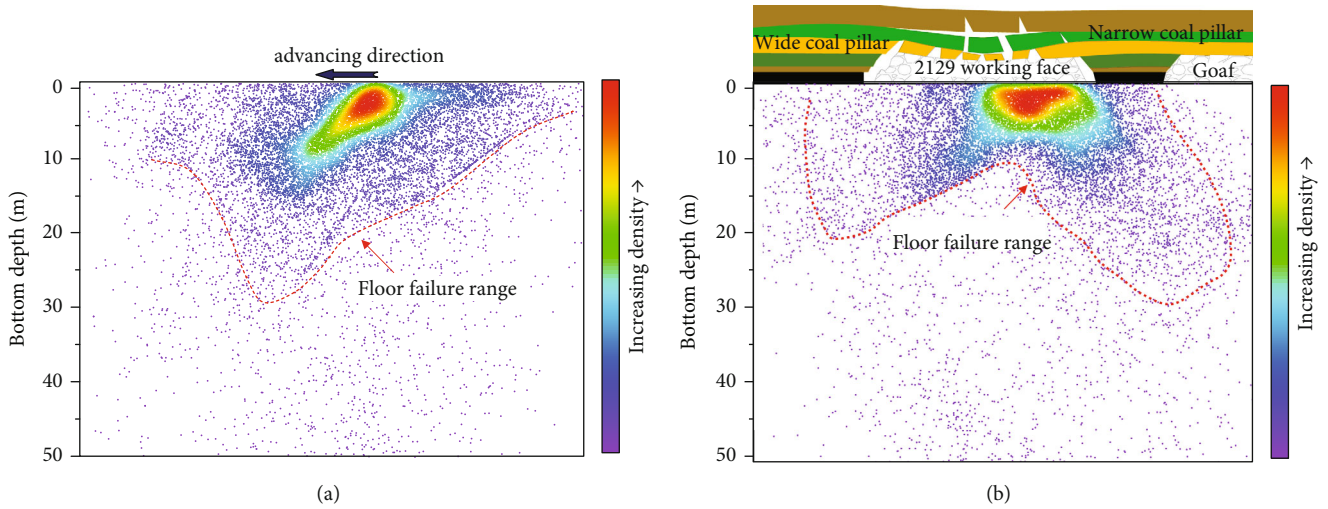 advancing direction
0
10
20
30
40
50
Bottom depth (m)
Floor failure range
Increasing density →
(a)
Wide coal pillar
Narrow coal pillar
2129 working face
Goaf
0
10
20
30
40
50
Bottom depth (m)
Floor failure range
Increasing density →
(b)